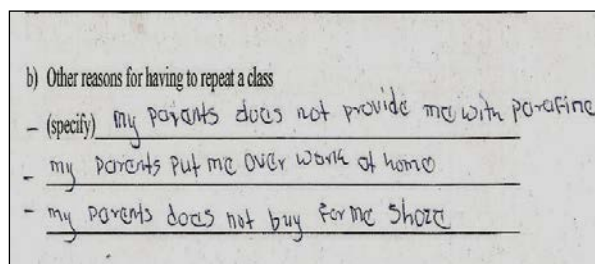 b) Other reasons for having to repeat a class
– (specify) my parents does not provide me with parafine
– my parents put me over work at home
– my parents does not buy for me shoze